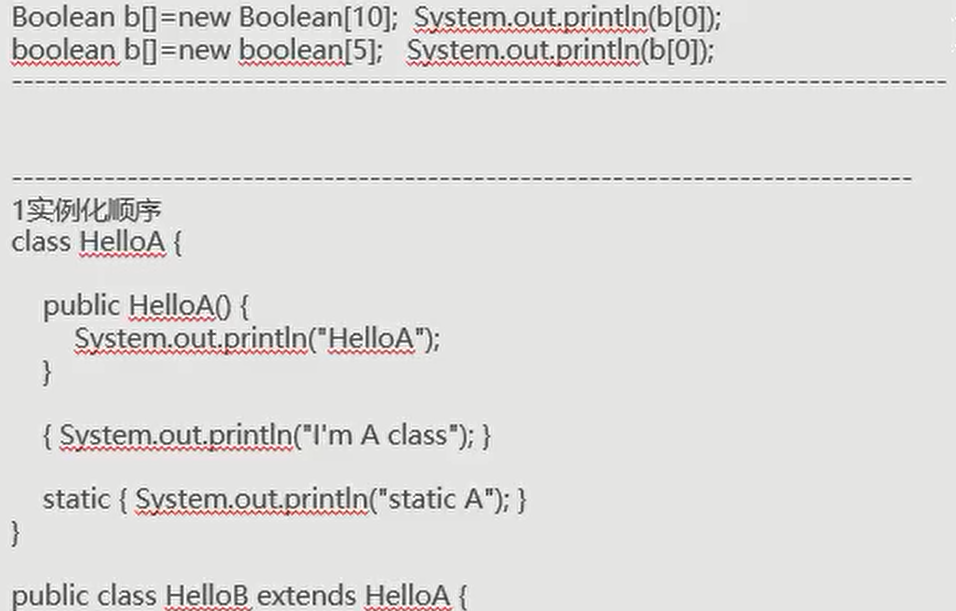 Boolean b[]=new Boolean[10];  System.out.println(b[0]);
boolean b[]=new boolean[5];   System.out.println(b[0]);
--------------------------------------------------------------------------------------
-----------------------------------------------------------------------------------
1实例化顺序
class HelloA {
    public HelloA() {
        System.out.println("HelloA");
    }
    { System.out.println("I'm A class"); }
    static { System.out.println("static A"); }
}
public class HelloB extends HelloA {